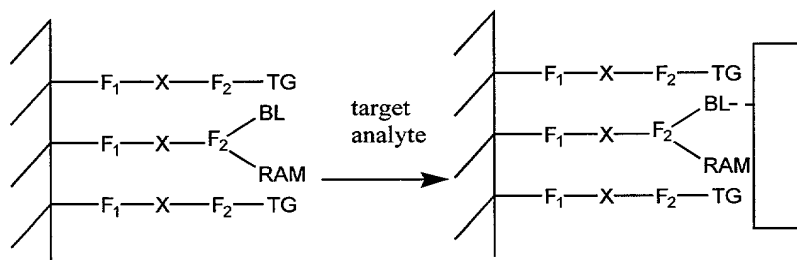 F₁—X—F₂—TG
BL
F₁—X—F₂
RAM
F₁—X—F₂—TG
target
analyte
F₁—X—F₂—TG
BL
F₁—X—F₂
RAM
F₁—X—F₂—TG